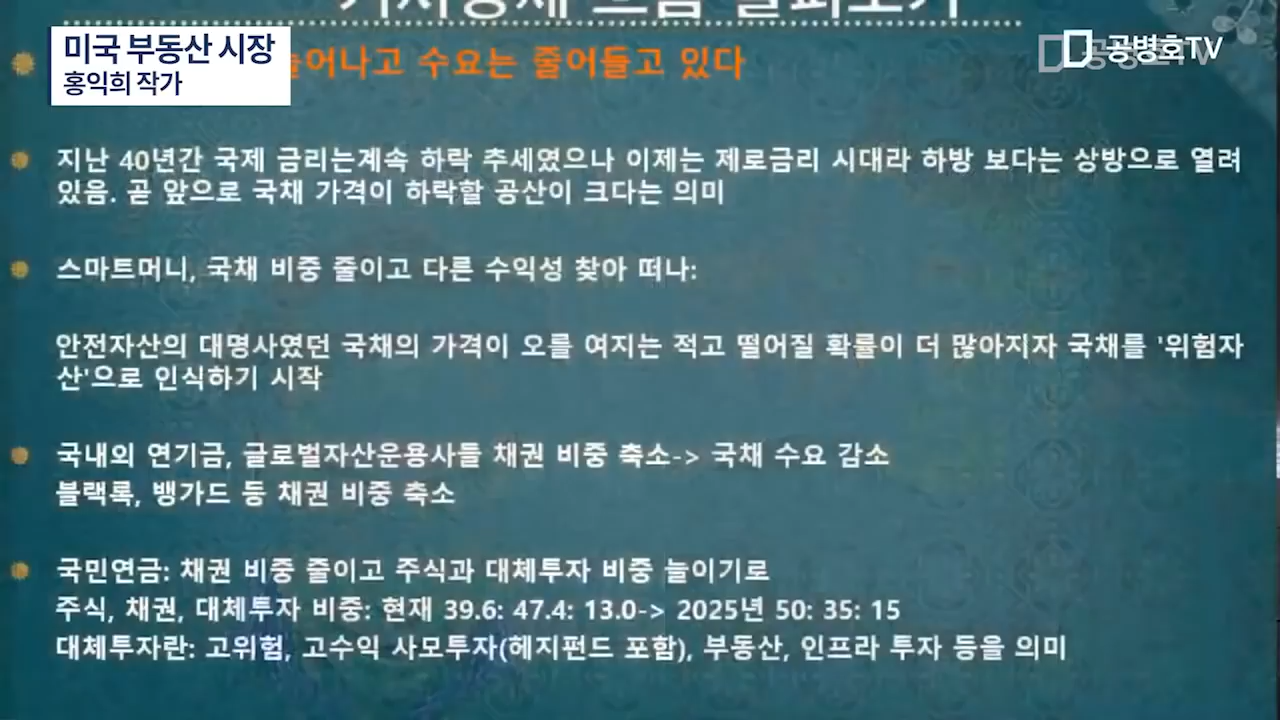 미국 부동산 시장
홍익희 작가
늘어나고 수요는 줄어들고 있다
공병호TV
지난 40년간 국제 금리는계속 하락 추세였으나 이제는 제로금리 시대라 하방 보다는 상방으로 열려
있음. 곧 앞으로 국채 가격이 하락할 공산이 크다는 의미
스마트머니, 국채 비중 줄이고 다른 수익성 찾아 떠나:
안전자산의 대명사였던 국채의 가격이 오를 여지는 적고 떨어질 확률이 더 많아지자 국채를 '위험자
산'으로 인식하기 시작
국내외 연기금, 글로벌자산운용사들 채권 비중 축소-> 국채 수요 감소
블랙록, 뱅가드 등 채권 비중 축소
국민연금: 채권 비중 줄이고 주식과 대체투자 비중 늘이기로
주식, 채권, 대체투자 비중: 현재 39.6: 47.4: 13.0-> 2025년 50: 35: 15
대체투자란: 고위험, 고수익 사모투자(헤지펀드 포함), 부동산, 인프라 투자 등을 의미